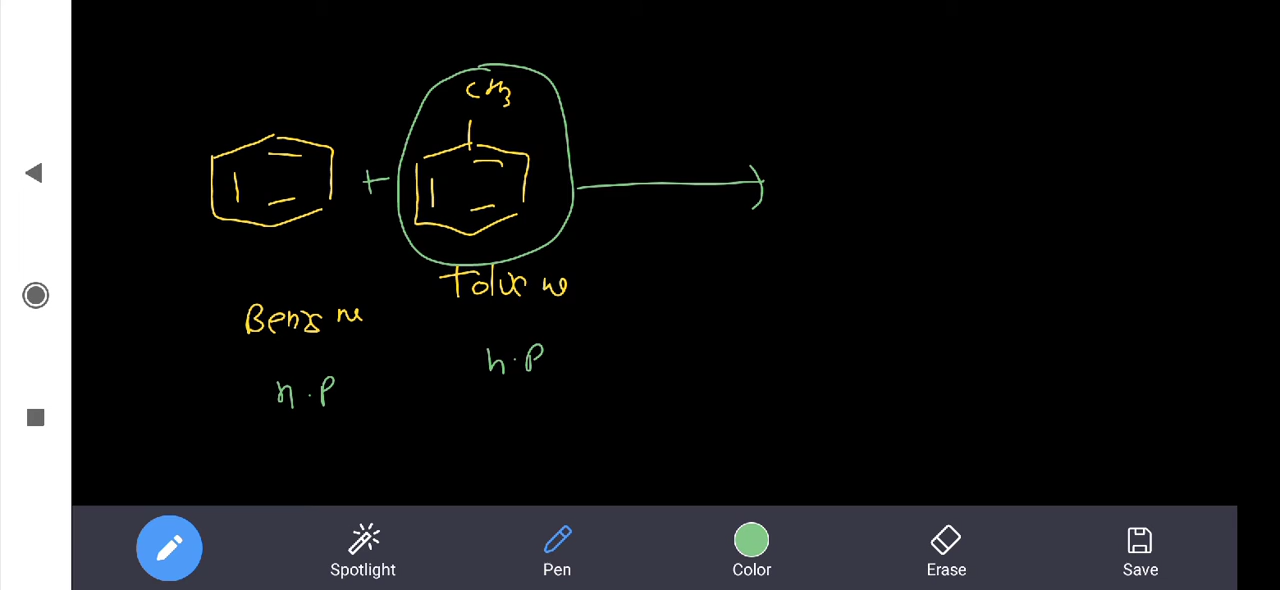 CH3
+
Toluene
Benzene
n.p
n.p
Spotlight
Pen
Color
Erase
Save